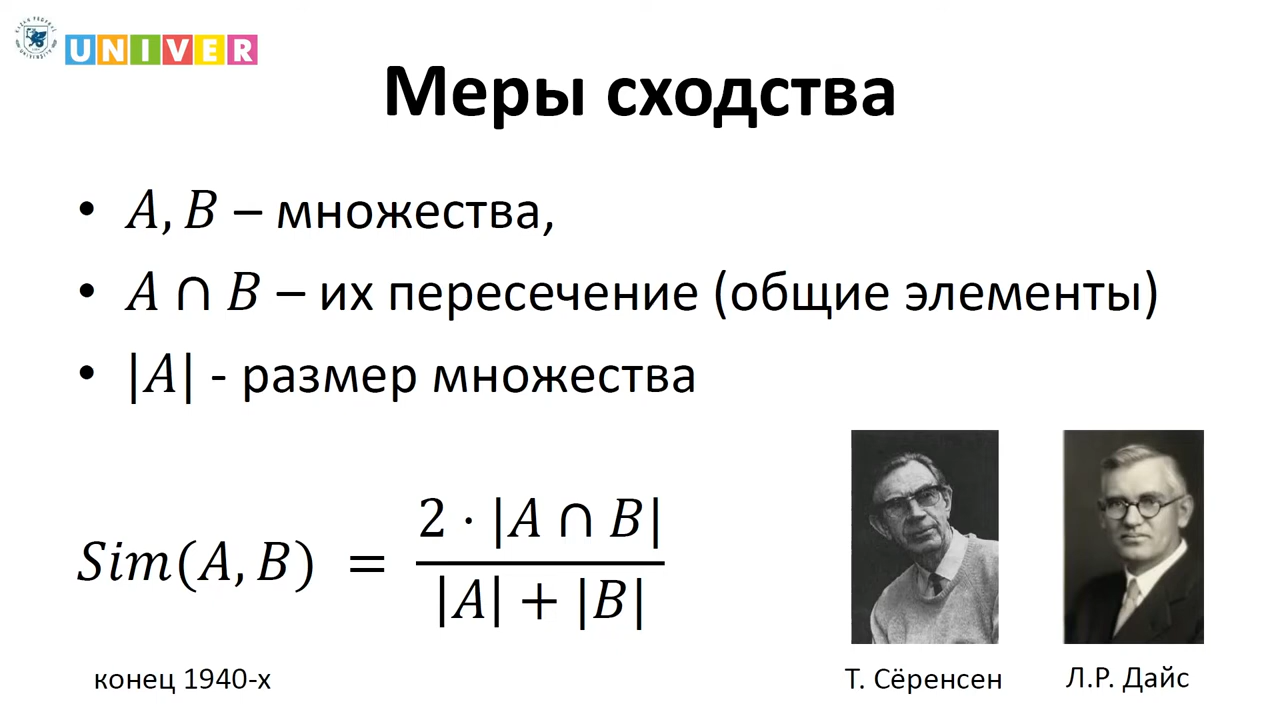 UNIVER
Меры сходства
• A, B – множества,
• A ∩ B – их пересечение (общие элементы)
• |A| - размер множества
Sim(A, B) = 2 · |A ∩ B| / |A| + |B|
конец 1940-х
Т. Сёренсен
Л.Р. Дайс